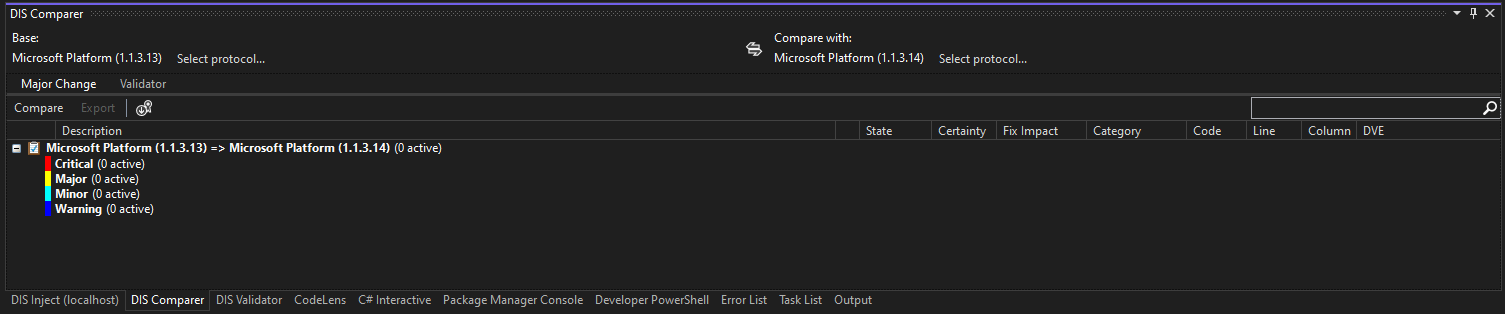 DIS Comparer
Base:
Compare with:
Microsoft Platform (1.1.3.13) Select protocol...
Microsoft Platform (1.1.3.14) Select protocol...
Major Change Validator
Compare Export
Description State Certainty Fix Impact Category Code Line Column DVE
Microsoft Platform (1.1.3.13) => Microsoft Platform (1.1.3.14) (0 active)
Critical (0 active)
Major (0 active)
Minor (0 active)
Warning (0 active)
DIS Inject (localhost) DIS Comparer DIS Validator CodeLens C# Interactive Package Manager Console Developer PowerShell Error List Task List Output